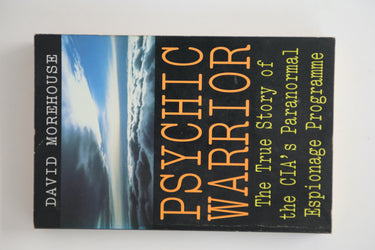 DAVID MOREHOUSE
PSYCHIC
WARRIOR
The True Story of
the CIA's Paranormal
Espionage Programme